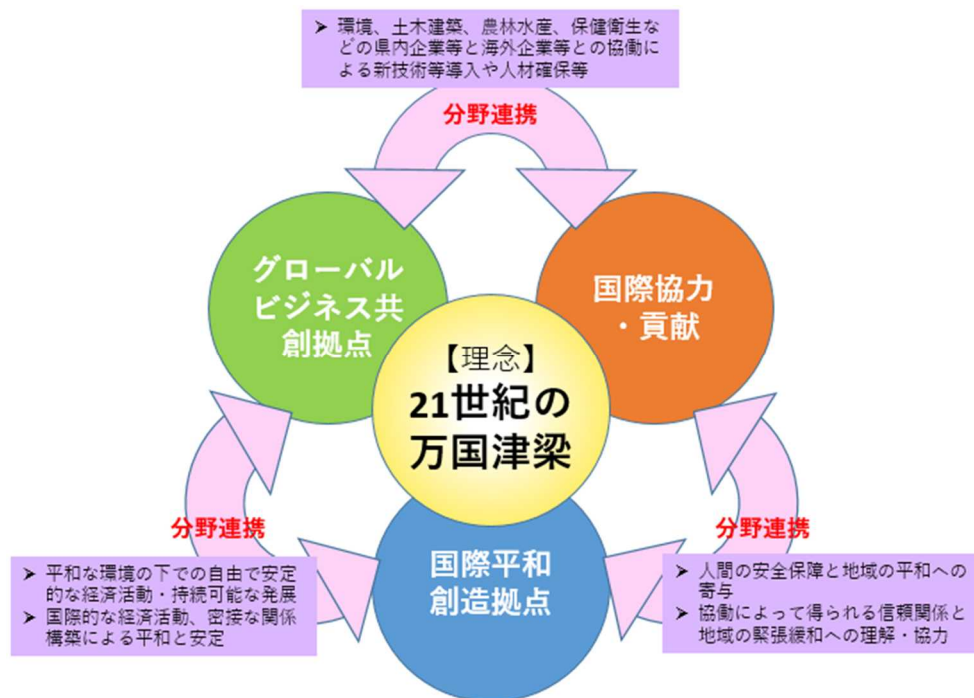 ➤ 環境、土木建築、農林水産、保健衛生な
どの県内企業等と海外企業等との協働に
よる新技術等導入や人材確保等
分野連携
グローバル
ビジネス共
創拠点
国際協力
・貢献
【理念】
21世紀の
万国津梁
分野連携
➤ 平和な環境の下での自由で安定
的な経済活動・持続可能な発展
➤ 国際的な経済活動、密接な関係
構築による平和と安定
国際平和
創造拠点
分野連携
➤ 人間の安全保障と地域の平和への
寄与
➤ 協働によって得られる信頼関係と
地域の緊張緩和への理解・協力